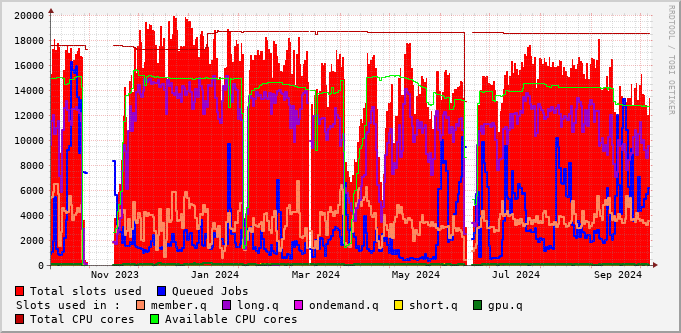 20000
18000
16000
14000
12000
10000
8000
6000
4000
2000
0
Nov 2023 Jan 2024 Mar 2024 May 2024 Jul 2024 Sep 2024
RRDTOOL / TOBI OETIKER
Total slots used Queued Jobs
Slots used in : member.q long.q ondemand.q short.q gpu.q
Total CPU cores Available CPU cores